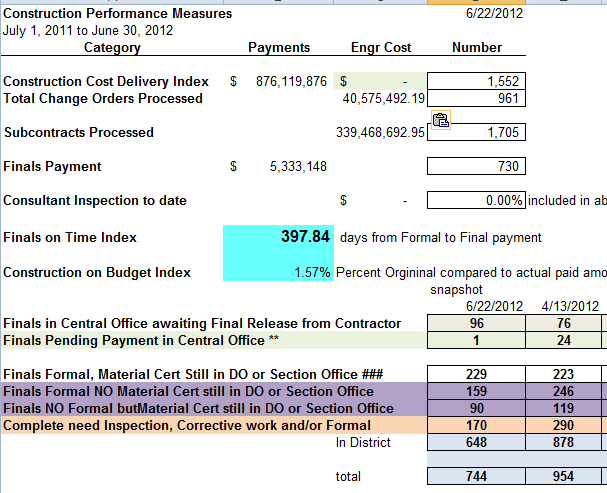 Construction Performance Measures 6/22/2012
July 1, 2011 to June 30, 2012
Category Payments Engr Cost Number
Construction Cost Delivery Index $ 876,119,876 $ - 1,552
Total Change Orders Processed 40,575,492.19 961
Subcontracts Processed 339,468,692.95 1,705
Finals Payment $ 5,333,148 730
Consultant Inspection to date $ - 0.00% included in ab
Finals on Time Index 397.84 days from Formal to Final payment
Construction on Budget Index 1.57% Percent Orgininal compared to actual paid amo
snapshot
6/22/2012 4/13/2012
Finals in Central Office awaiting Final Release from Contractor 96 76
Finals Pending Payment in Central Office ** 1 24
Finals Formal, Material Cert Still in DO or Section Office ### 229 223
Finals Formal NO Material Cert still in DO or Section Office 159 246
Finals NO Formal butMaterial Cert still in DO or Section Office 90 119
Complete need Inspection, Corrective work and/or Formal 170 290
In District 648 878
total 744 954